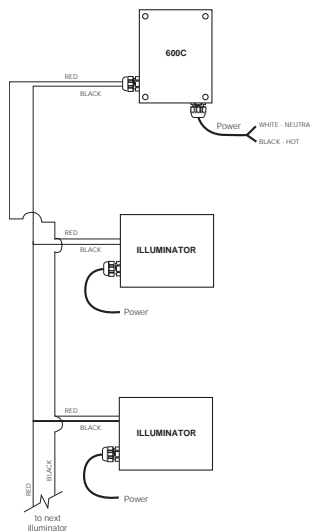 600C
RED
BLACK
Power
WHITE - NEUTRA
BLACK - HOT
RED
BLACK
ILLUMINATOR
Power
RED
BLACK
ILLUMINATOR
RED
BLACK
Power
to next
illuminator